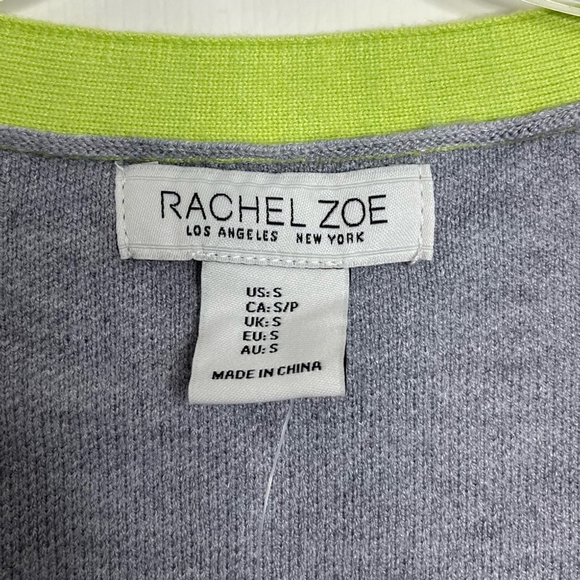 RACHEL ZOE
LOS ANGELES NEW YORK
US: S
CA: S/P
UK: S
EU: S
AU: S
MADE IN CHINA